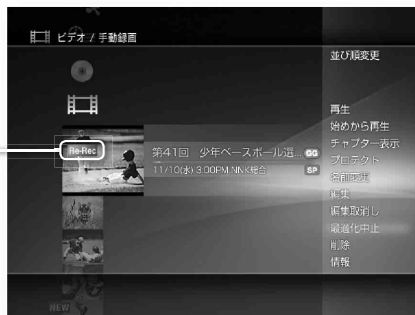 ビデオ / 手動録画
並び順変更
再生
始めから再生
チャプター表示
プロテクト
名前変更
編集
編集取消し
最適化中止
削除
情報
Re-Rec
第41回 少年ベースボール選... GG
11/10(水) 3:00PM NNK総合 SP
NEW